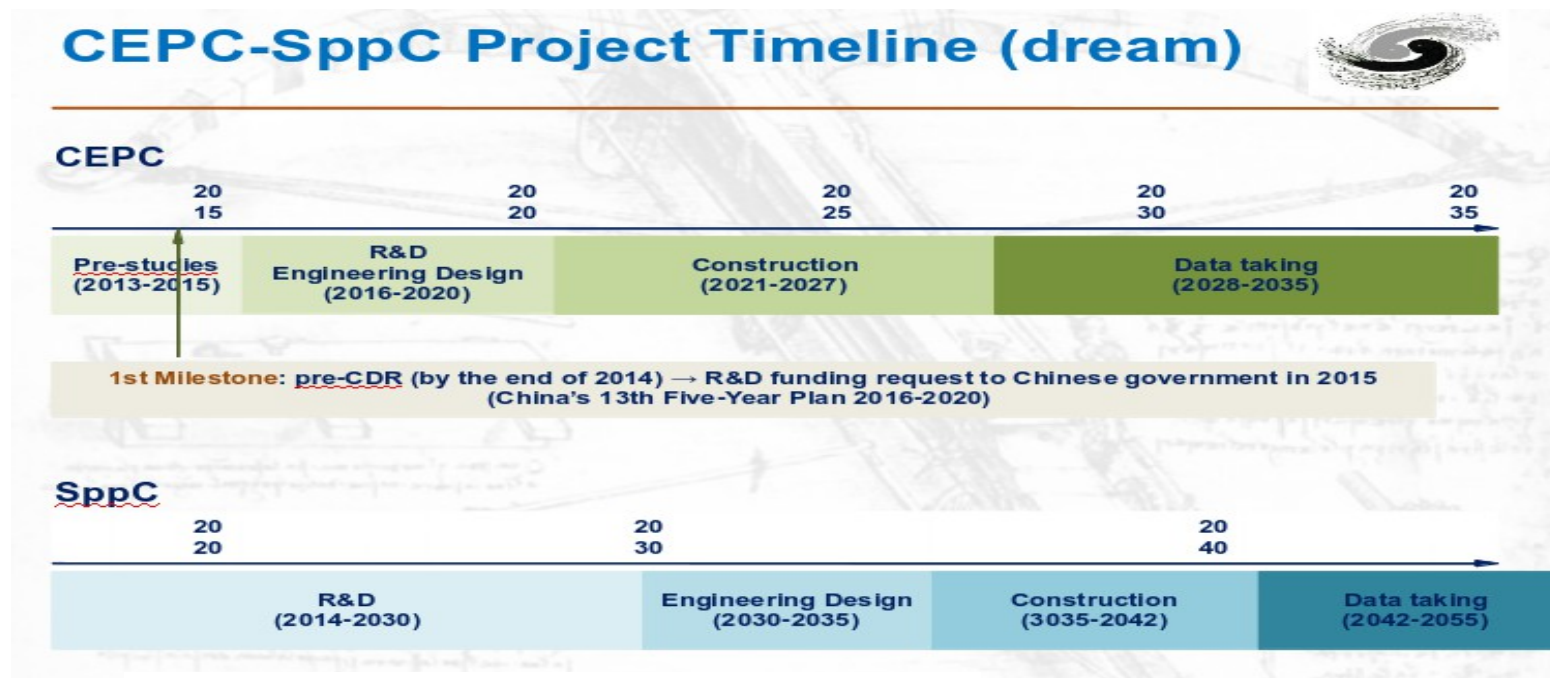 CEPC-SppC Project Timeline (dream)
CEPC
20 20 20 20 20
15 20 25 30 35
Pre-studies
(2013-2015)
R&D
Engineering Design
(2016-2020)
Construction
(2021-2027)
Data taking
(2028-2035)
1st Milestone: pre-CDR (by the end of 2014) → R&D funding request to Chinese government in 2015
(China's 13th Five-Year Plan 2016-2020)
SppC
20 20 20
20 30 40
R&D
(2014-2030)
Engineering Design
(2030-2035)
Construction
(3035-2042)
Data taking
(2042-2055)